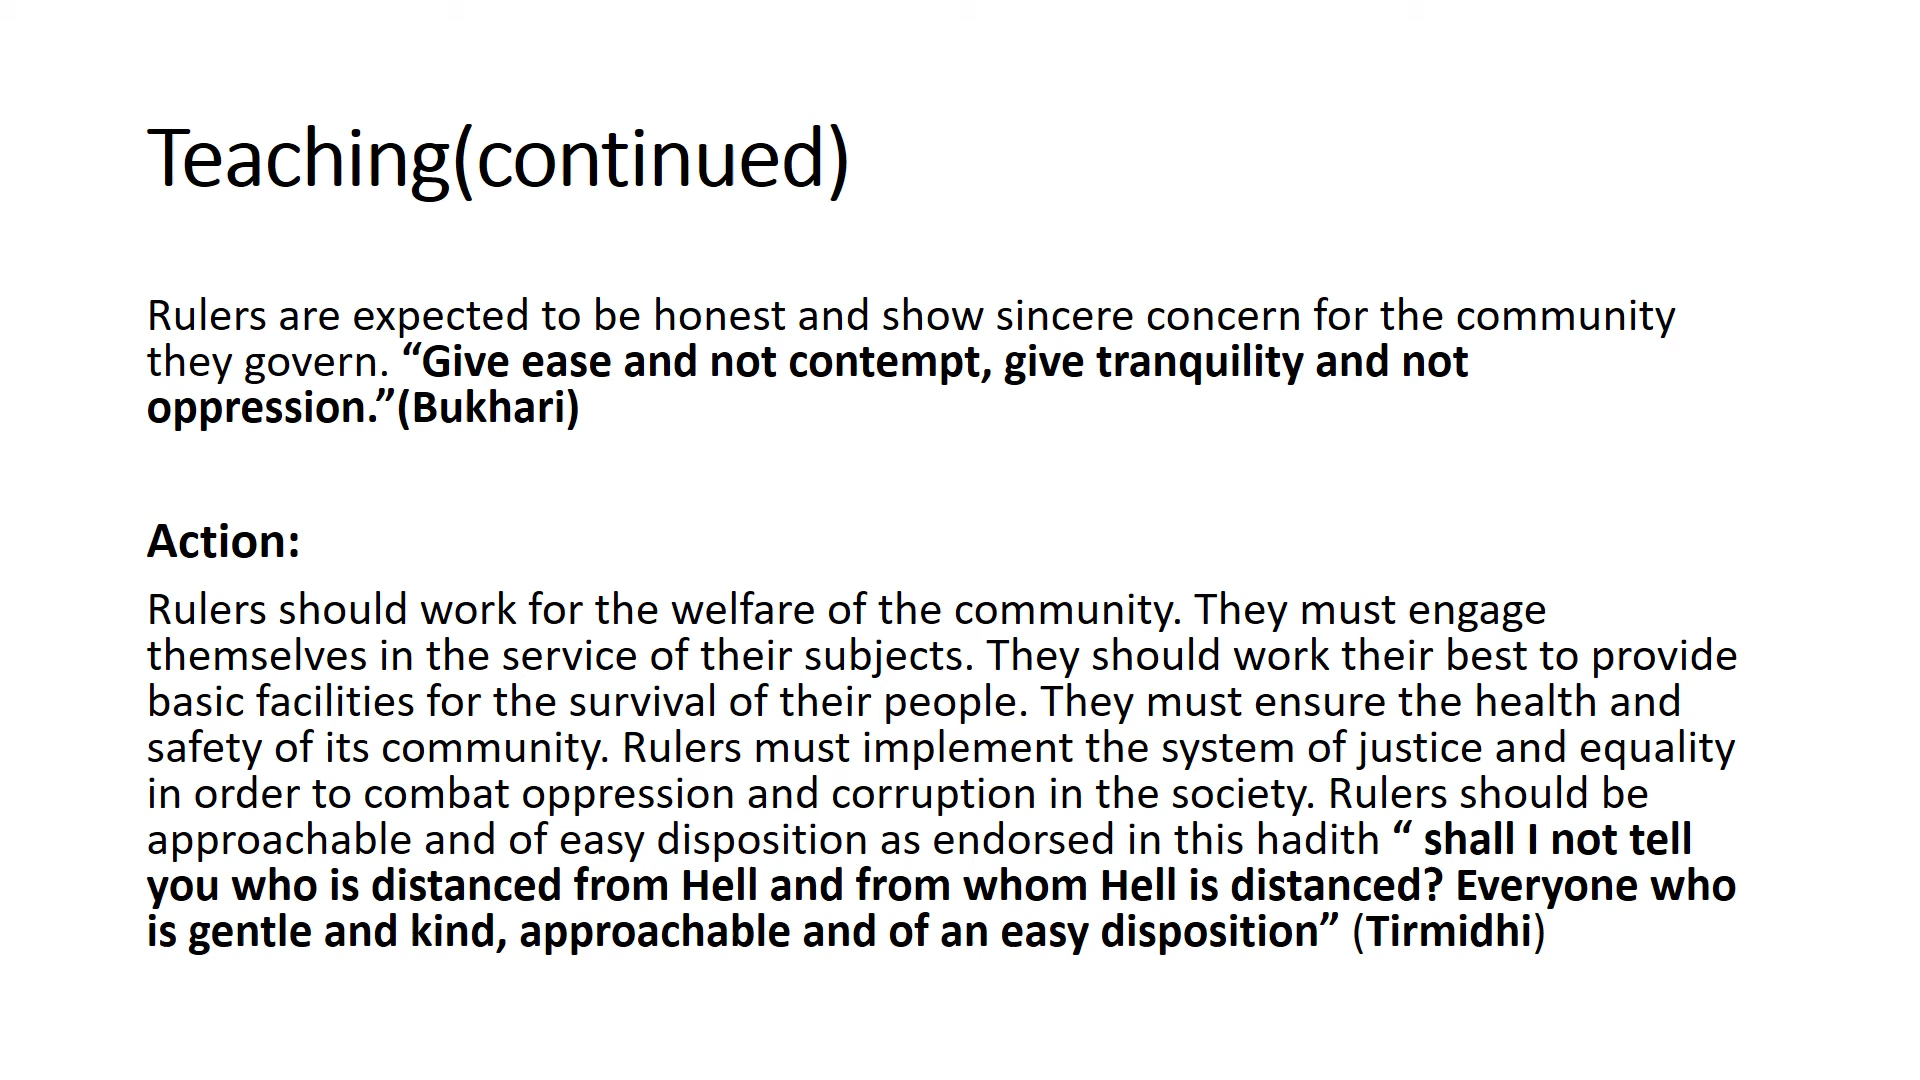 Teaching(continued)
Rulers are expected to be honest and show sincere concern for the community
they govern. “Give ease and not contempt, give tranquility and not
oppression.”(Bukhari)
Action:
Rulers should work for the welfare of the community. They must engage
themselves in the service of their subjects. They should work their best to provide
basic facilities for the survival of their people. They must ensure the health and
safety of its community. Rulers must implement the system of justice and equality
in order to combat oppression and corruption in the society. Rulers should be
approachable and of easy disposition as endorsed in this hadith “ shall I not tell
you who is distanced from Hell and from whom Hell is distanced? Everyone who
is gentle and kind, approachable and of an easy disposition” (Tirmidhi)